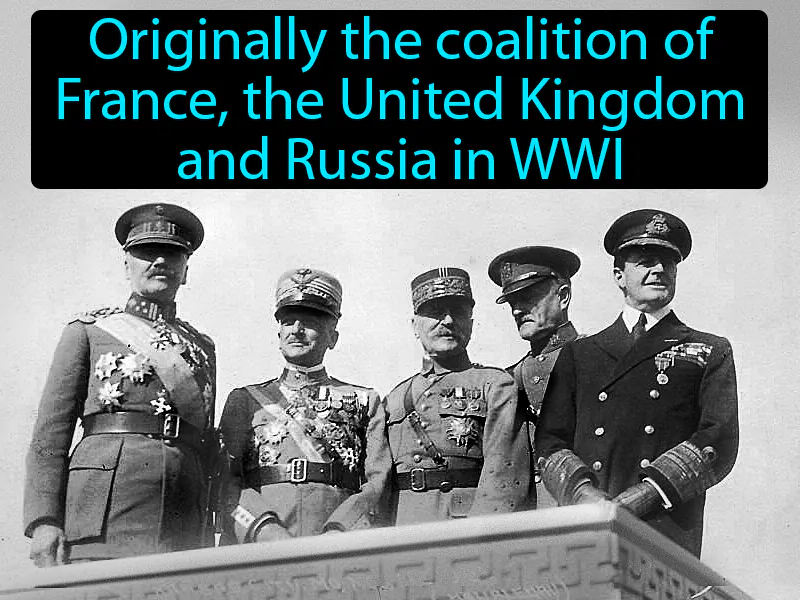 Originally the coalition of
France, the United Kingdom
and Russia in WWI